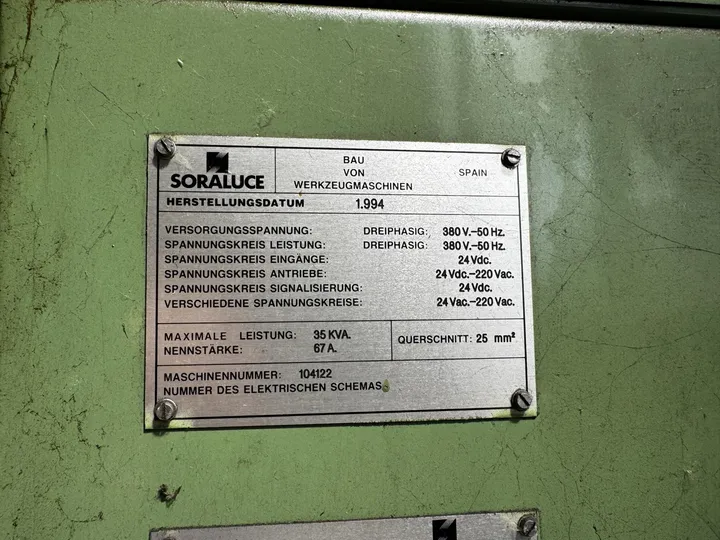 SORALUCE
BAU
VON
WERKZEUGMASCHINEN
SPAIN
HERSTELLUNGSDATUM 1.994
VERSORGUNGSSPANNUNG: DREIPHASIG: 380 V.-50 Hz.
SPANNUNGSKREIS LEISTUNG: DREIPHASIG: 380 V.-50 Hz.
SPANNUNGSKREIS EINGÄNGE: 24 Vdc.
SPANNUNGSKREIS ANTRIEBE: 24 Vdc.-220 Vac.
SPANNUNGSKREIS SIGNALISERUNG: 24 Vdc.
VERSCHIEDENE SPANNUNGSKREISE: 24 Vac.-220 Vac.
MAXIMALE LEISTUNG: 35 KVA.
NENNSTÄRKE: 67 A.
QUERSCHNITT: 25 mm²
MASCHINENNUMMER: 104122
NUMMER DES ELEKTRISCHEN SCHEMAS